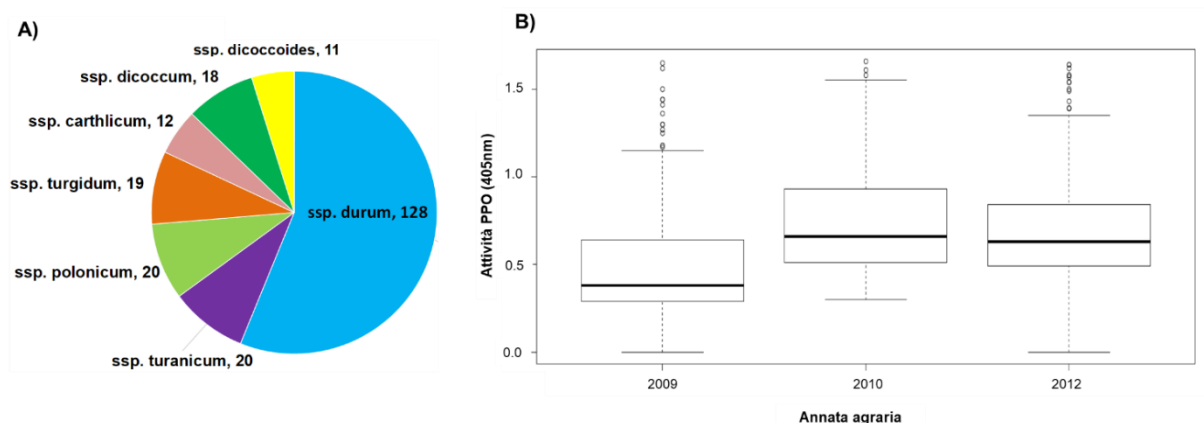 A)
ssp. dicoccoides, 11
ssp. dicoccum, 18
ssp. carthlicum, 12
ssp. turgidum, 19
ssp. durum, 128
ssp. polonicum, 20
ssp. turanicum, 20
B)
Attività PPO (405nm)
1.5
1.0
0.5
0.0
2009
2010
2012
Annata agraria